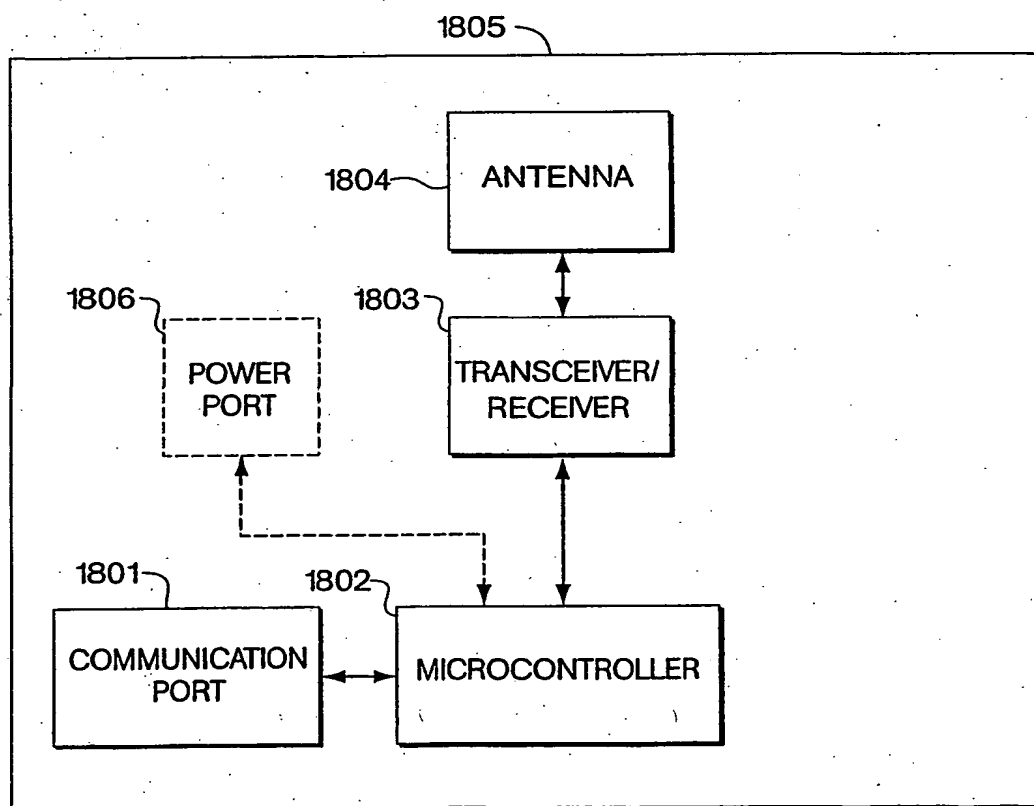 1805
1804
ANTENNA
1806
1803
POWER
PORT
TRANSCEIVER/
RECEIVER
1801
1802
COMMUNICATION
PORT
MICROCONTROLLER